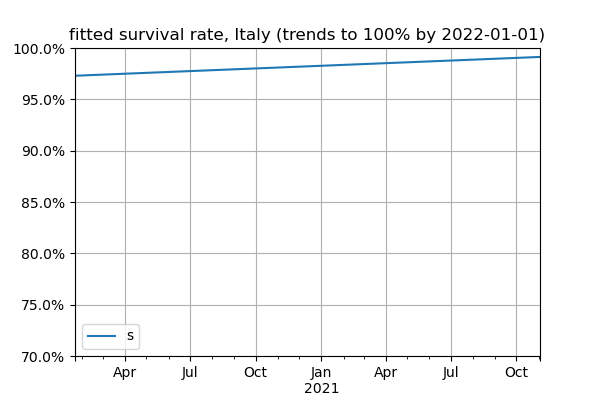 fitted survival rate, Italy (trends to 100% by 2022-01-01)
100.0%
95.0%
90.0%
85.0%
80.0%
75.0%
70.0%
s
Apr Jul Oct Jan Apr Jul Oct
2021